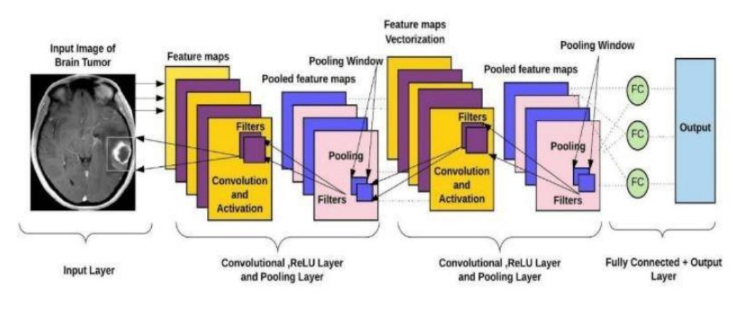 Input Image of
Brain Tumor
Feature maps
Pooling Window
Pooled feature maps
Filters
Convolution
and
Activation
Pooling
Filters
Feature maps
Vectorization
Pooling Window
Pooled feature maps
Filters
Convolution
and
Activation
Pooling
Filters
FC
FC
FC
Output
Input Layer
Convolutional ,ReLU Layer
and Pooling Layer
Convolutional ,ReLU Layer
and Pooling Layer
Fully Connected + Output
Layer